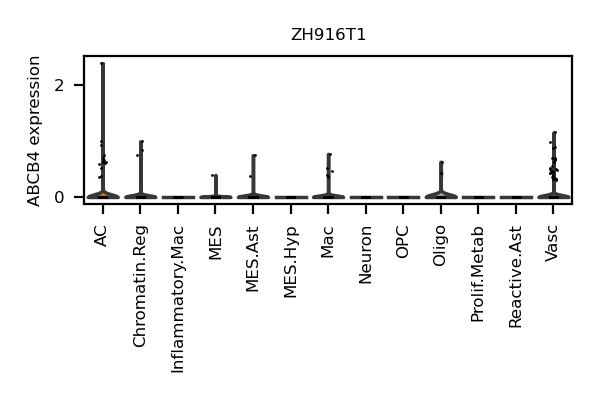 ZH916T1
ABCB4 expression
2
0
AC
Chromatin.Reg
Inflammatory.Mac
MES
MES.Ast
MES.Hyp
Mac
Neuron
OPC
Oligo
Prolif.Metab
Reactive.Ast
Vasc